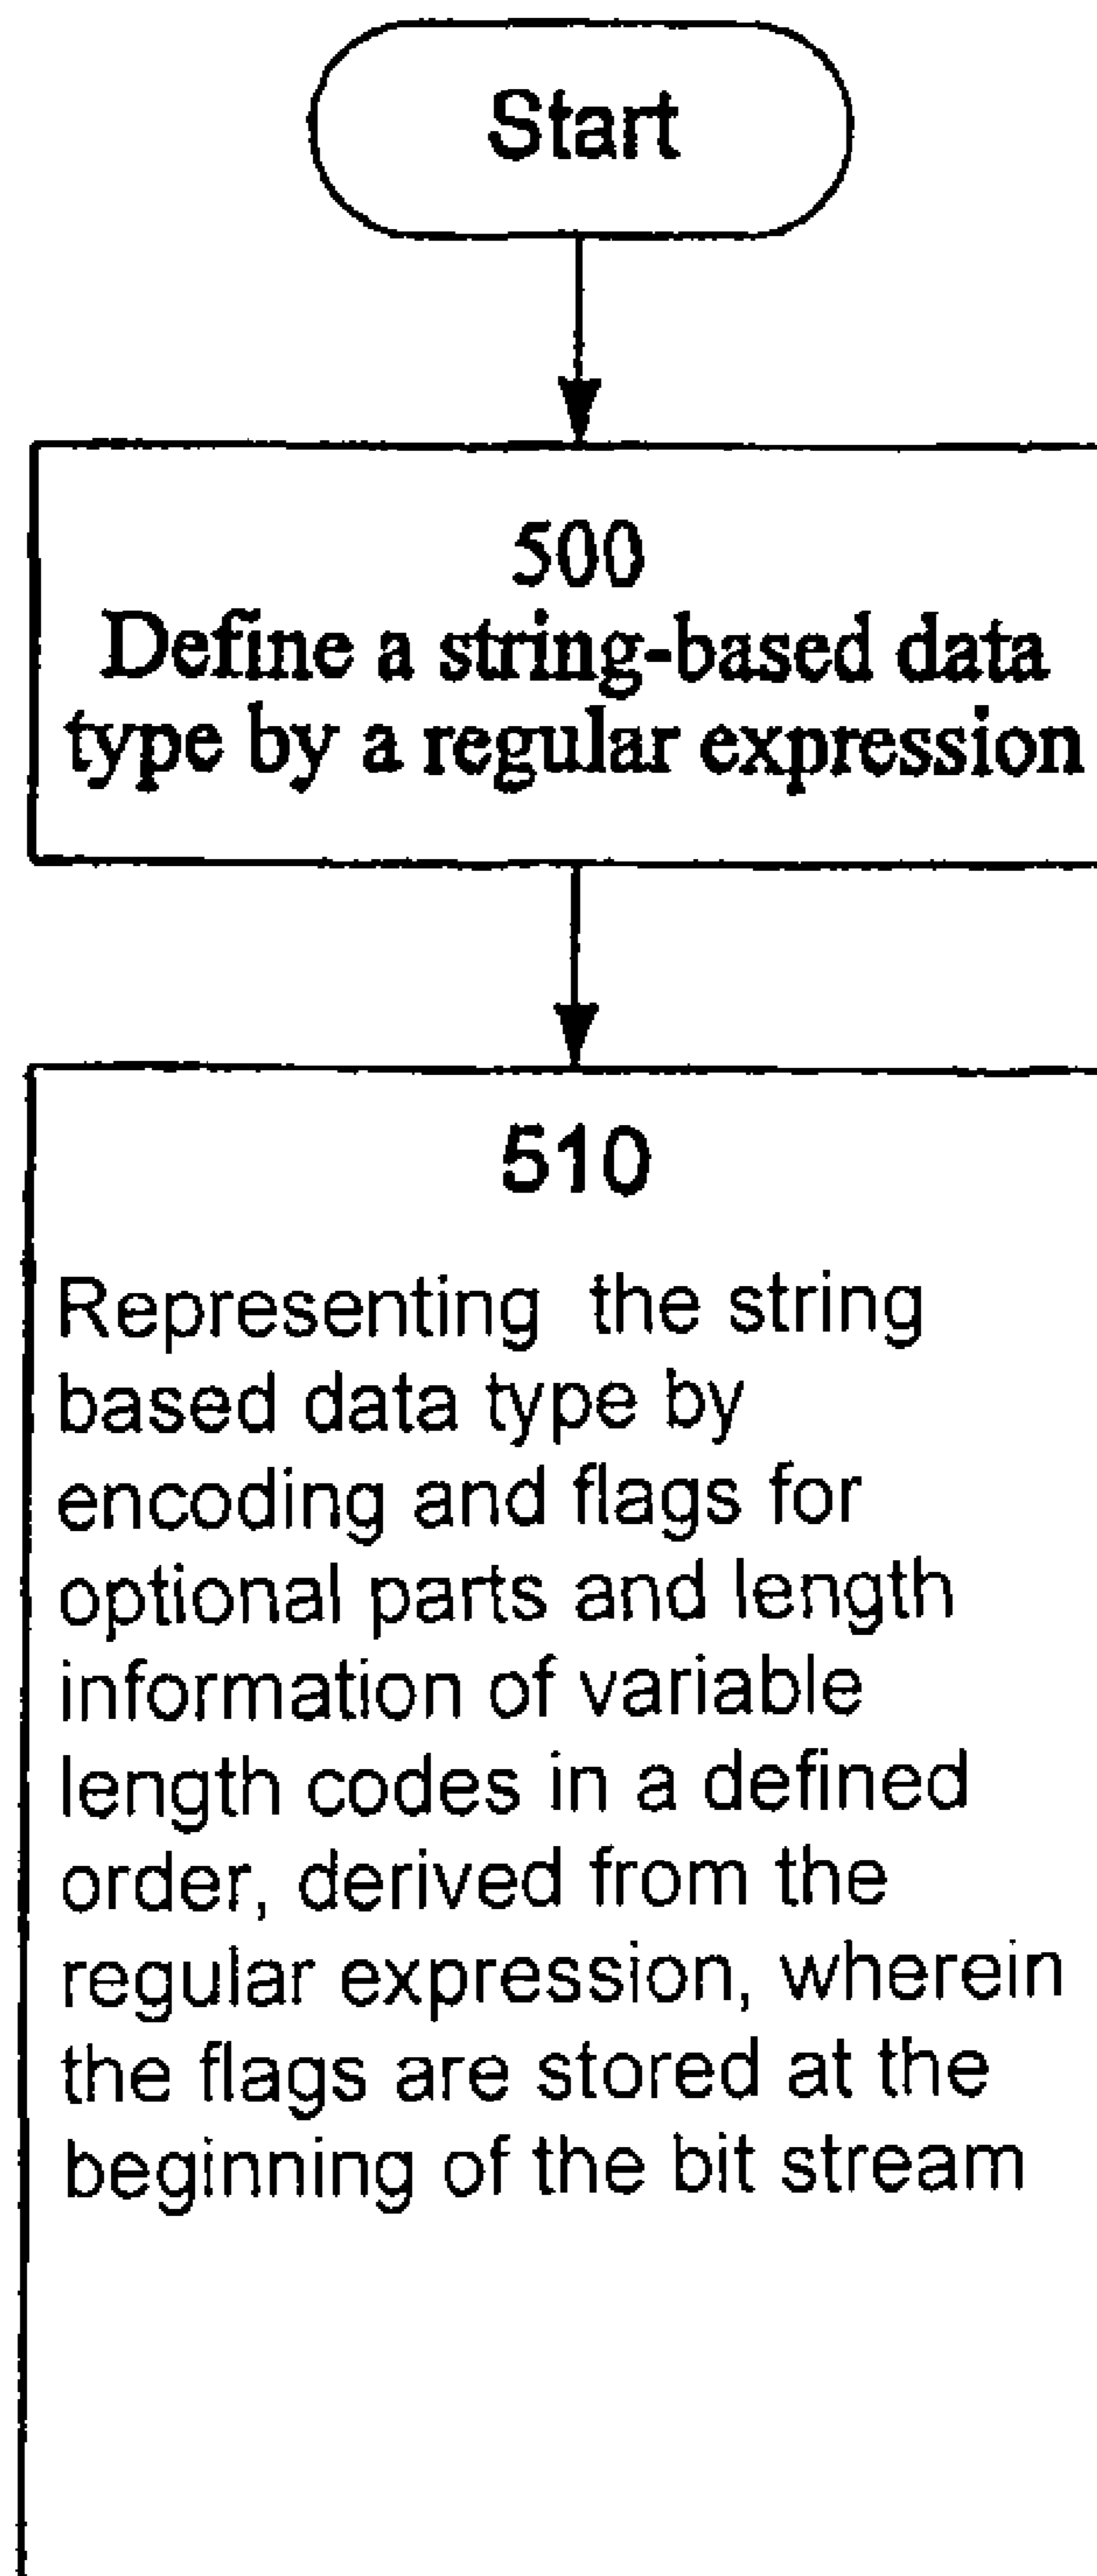 Start
500
Define a string-based data
type by a regular expression
510
Representing the string
based data type by
encoding and flags for
optional parts and length
information of variable
length codes in a defined
order, derived from the
regular expression, wherein
the flags are stored at the
beginning of the bit stream